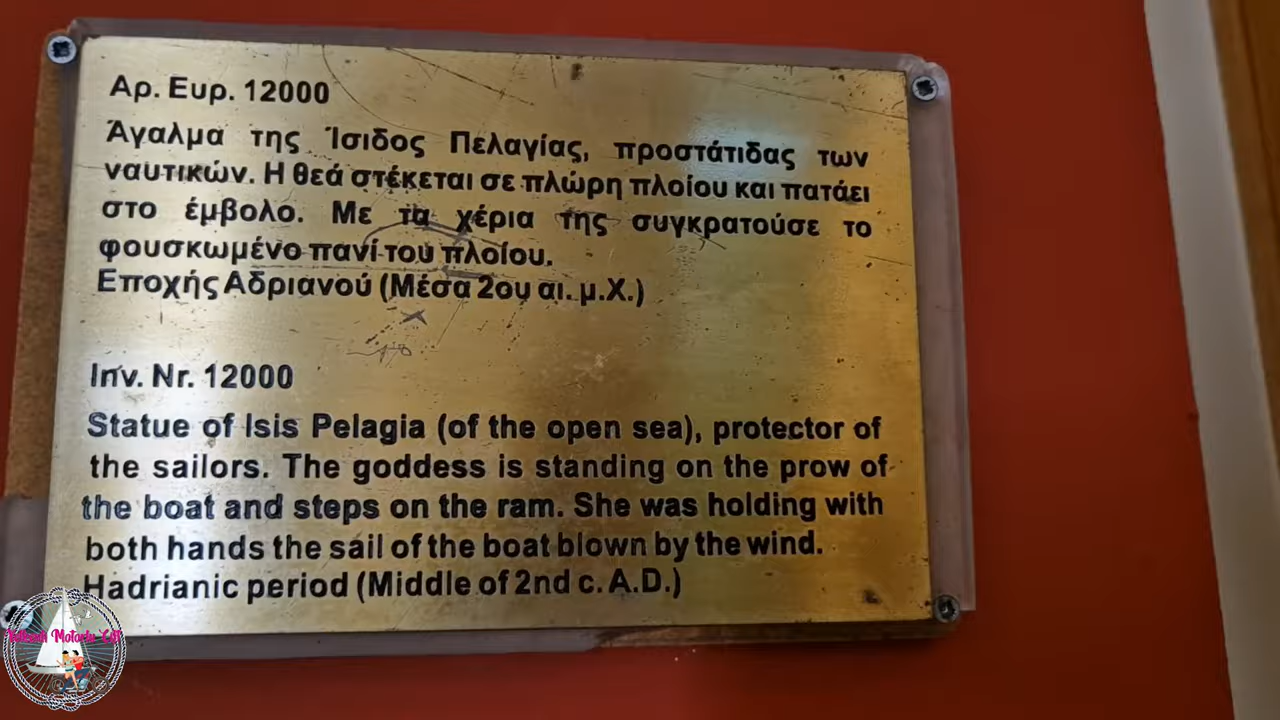 Αρ. Ευρ. 12000
Άγαλμα της Ίσιδος Πελαγίας, προστάτιδας των
ναυτικών. Η θεά στέκεται σε πλώρη πλοίου και πατάει
στο έμβολο. Με τα χέρια της συγκρατούσε το
φουσκωμένο πανί του πλοίου.
Εποχής Αδριανού (Μέσα 2ου αι. μ.Χ.)
Inv. Nr. 12000
Statue of Isis Pelagia (of the open sea), protector of
the sailors. The goddess is standing on the prow of
the boat and steps on the ram. She was holding with
both hands the sail of the boat blown by the wind.
Hadrianic period (Middle of 2nd c. A.D.)